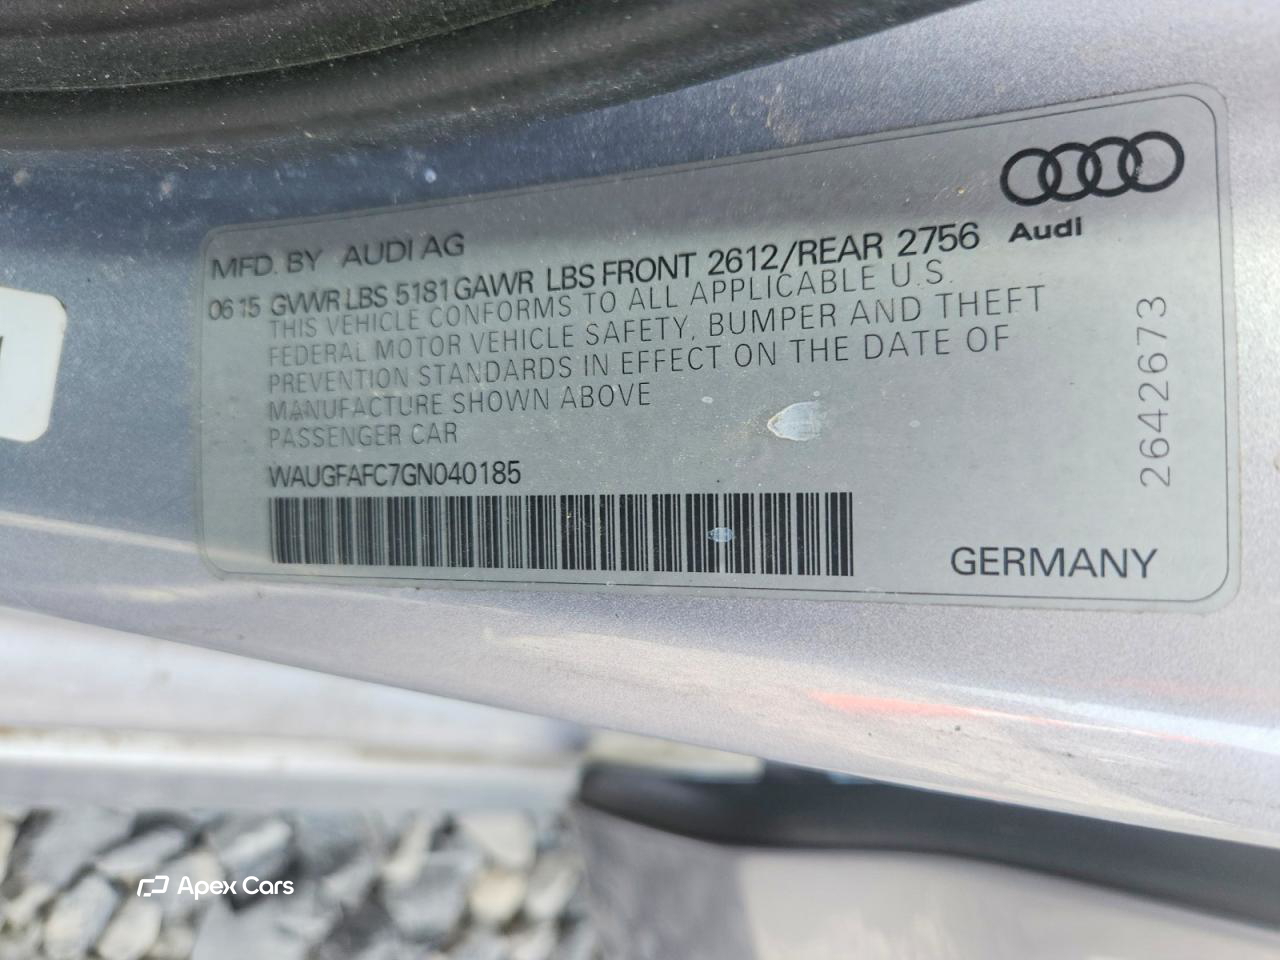 Audi
MFD. BY AUDI AG
06 15 GVWR LBS 5181 GAWR LBS FRONT 2612/REAR 2756
THIS VEHICLE CONFORMS TO ALL APPLICABLE U.S.
FEDERAL MOTOR VEHICLE SAFETY, BUMPER AND THEFT
PREVENTION STANDARDS IN EFFECT ON THE DATE OF
MANUFACTURE SHOWN ABOVE
PASSENGER CAR
WAUGFAFC7GN040185
2642673
GERMANY
Apex Cars